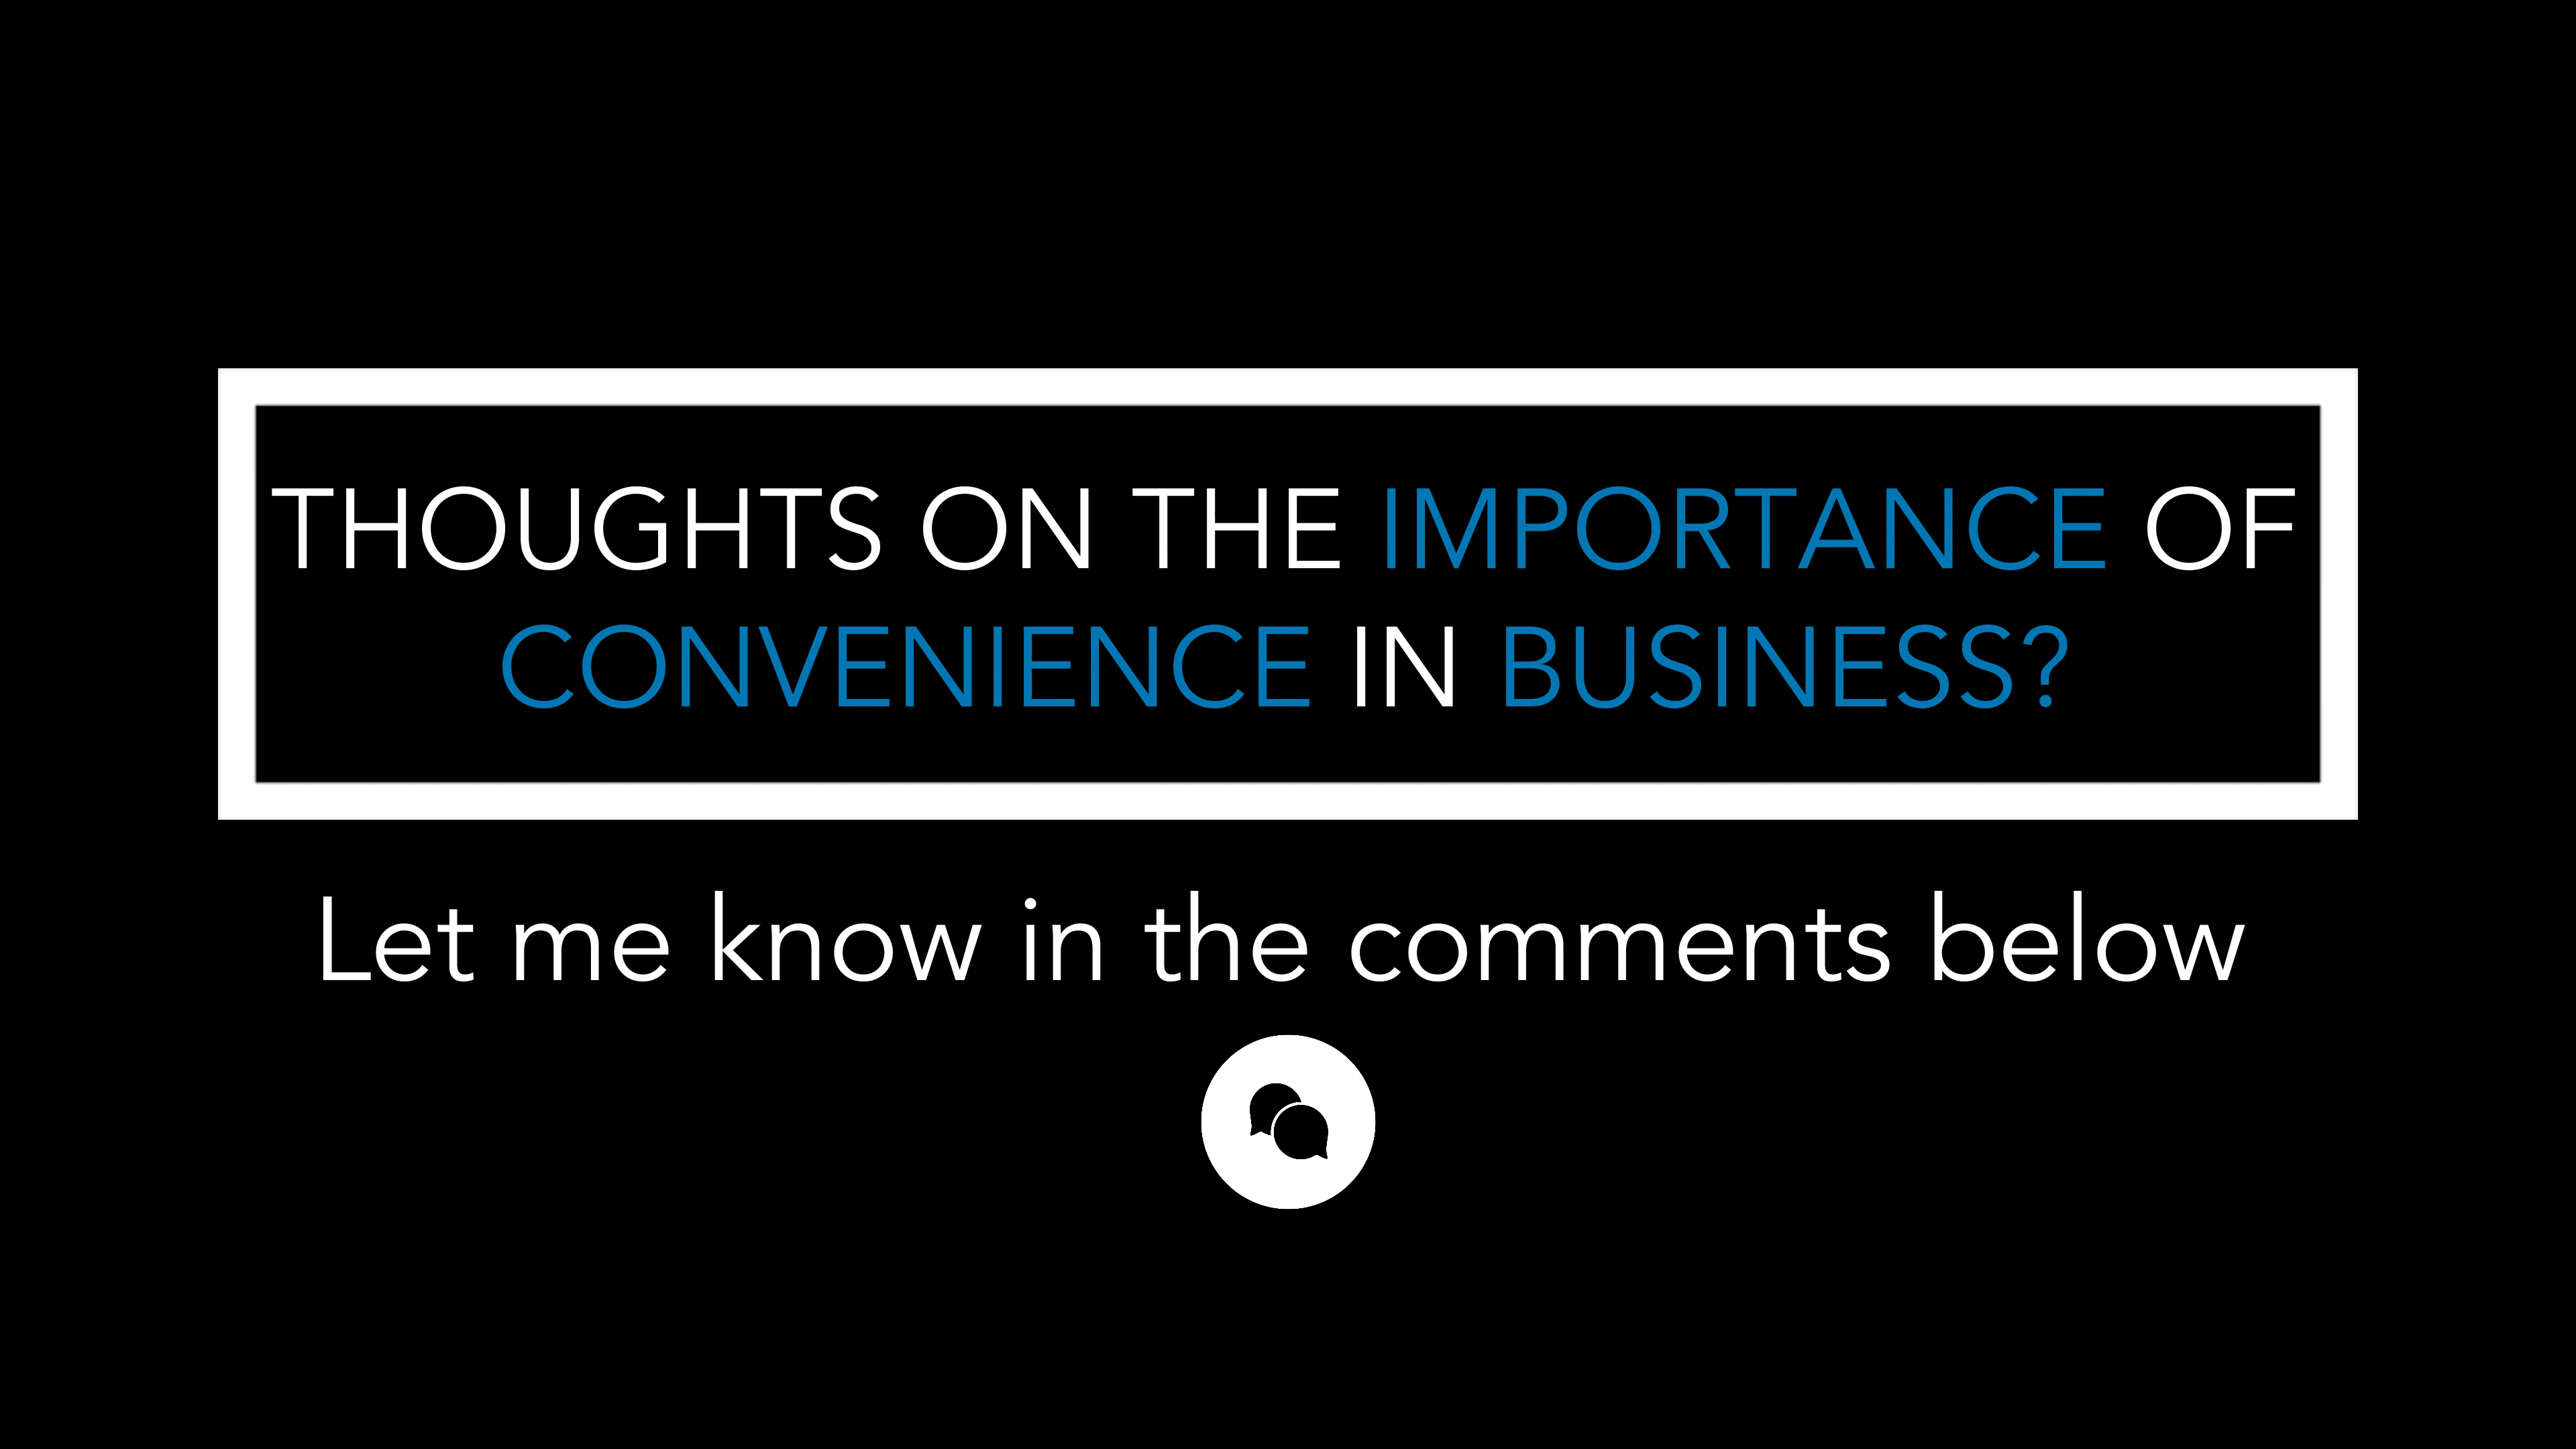 THOUGHTS ON THE IMPORTANCE OF
CONVENIENCE IN BUSINESS?
Let me know in the comments below